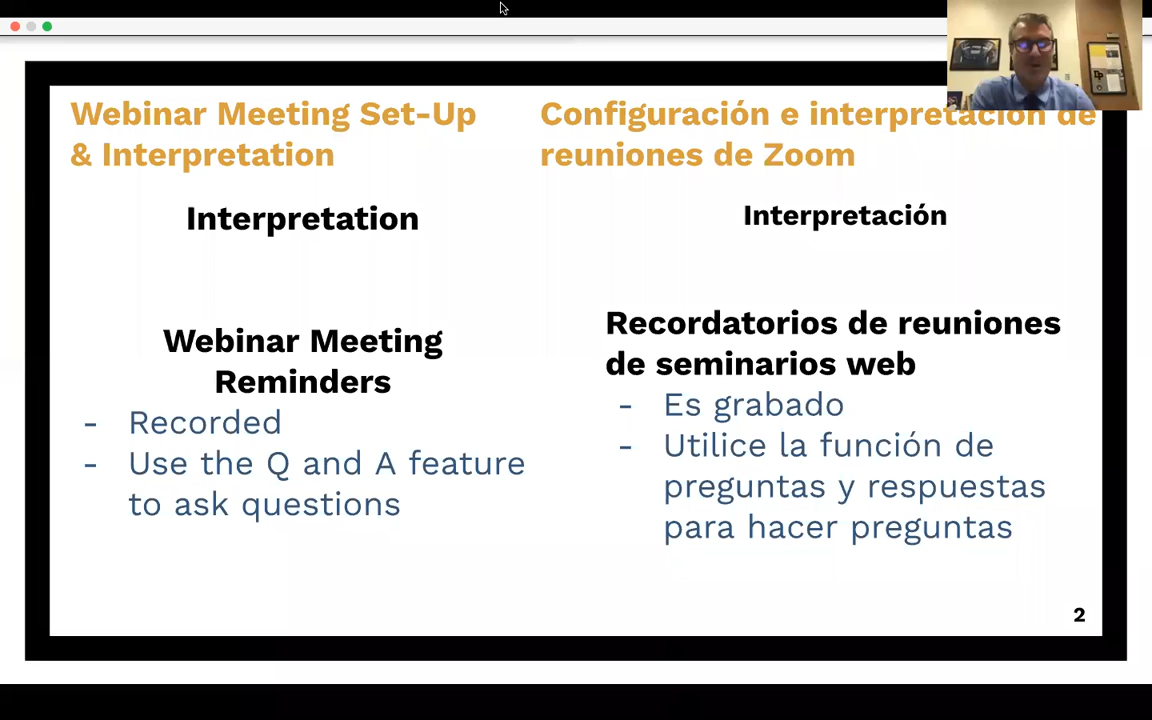 Webinar Meeting Set-Up
& Interpretation
Interpretation
Webinar Meeting
Reminders
- Recorded
- Use the Q and A feature
to ask questions
Configuración e interpretación de
reuniones de Zoom
Interpretación
Recordatorios de reuniones
de seminarios web
- Es grabado
- Utilice la función de
preguntas y respuestas
para hacer preguntas
2